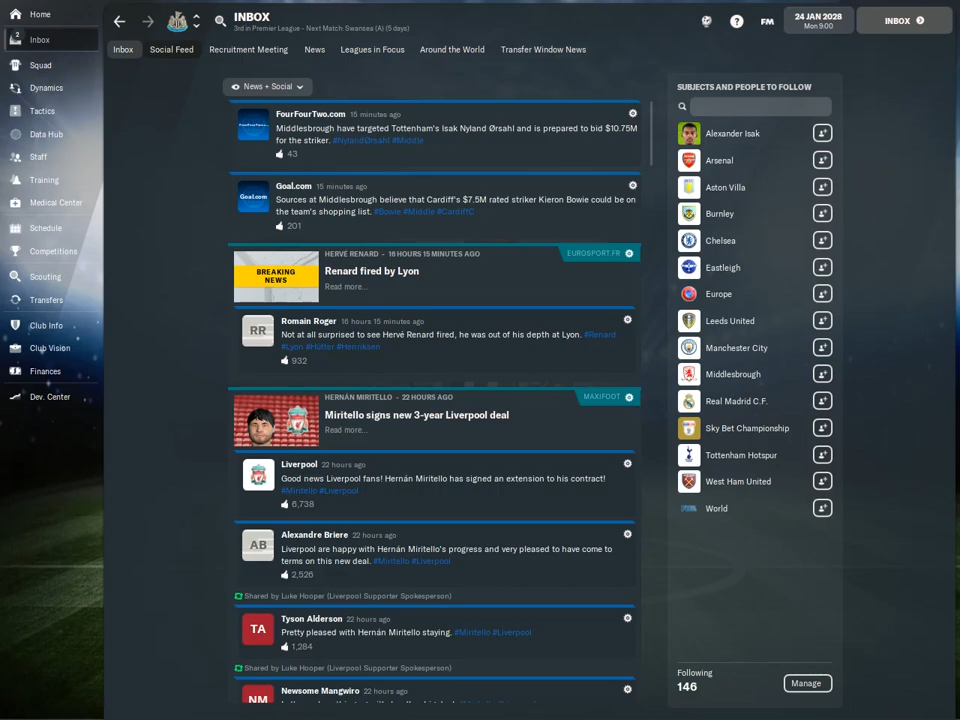 Home
2
Inbox
Squad
Dynamics
Tactics
Data Hub
Staff
Training
Medical Center
Schedule
Competitions
Scouting
Transfers
Club Info
Club Vision
Finances
Dev. Center
INBOX
3rd in Premier League - Next Match: Swansea (A) (5 days)
?
FM
24 JAN 2028
Mon 9:00
INBOX
Inbox
Social Feed
Recruitment Meeting
News
Leagues in Focus
Around the World
Transfer Window News
News + Social
FourFourTwo.com
FourFourTwo.com 15 minutes ago
Middlesbrough have targeted Tottenham's Isak Nyland Ørsahl and is prepared to bid $10.75M
for the striker. #NylandØrsahl #Middle
43
Goal.com
Goal.com 15 minutes ago
Sources at Middlesbrough believe that Cardiff's $7.5M rated striker Kieron Bowie could be on
the team's shopping list. #Bowie #Middle #CardiffC
201
BREAKING
NEWS
HERVÉ RENARD - 16 HOURS 15 MINUTES AGO
EUROSPORT.FR
Renard fired by Lyon
Read more...
RR
Romain Roger 16 hours 15 minutes ago
Not at all surprised to see Hervé Renard fired, he was out of his depth at Lyon. #Renard
#Lyon #Hütter #Henriksen
932
HERNÁN MIRITELLO - 22 HOURS AGO
MAXIFOOT
Miritello signs new 3-year Liverpool deal
Read more...
Liverpool 22 hours ago
Good news Liverpool fans! Hernán Miritello has signed an extension to his contract!
#Miritello #Liverpool
6,738
AB
Alexandre Briere 22 hours ago
Liverpool are happy with Hernán Miritello's progress and very pleased to have come to
terms on this new deal. #Miritello #Liverpool
2,526
Shared by Luke Hooper (Liverpool Supporter Spokesperson)
TA
Tyson Alderson 22 hours ago
Pretty pleased with Hernán Miritello staying. #Miritello #Liverpool
1,284
Shared by Luke Hooper (Liverpool Supporter Spokesperson)
NM
Newsome Mangwiro 22 hours ago
SUBJECTS AND PEOPLE TO FOLLOW
Alexander Isak
Arsenal
Aston Villa
Burnley
Chelsea
Eastleigh
Europe
Leeds United
Manchester City
Middlesbrough
Real Madrid C.F.
Sky Bet Championship
Tottenham Hotspur
West Ham United
World
Following
146
Manage